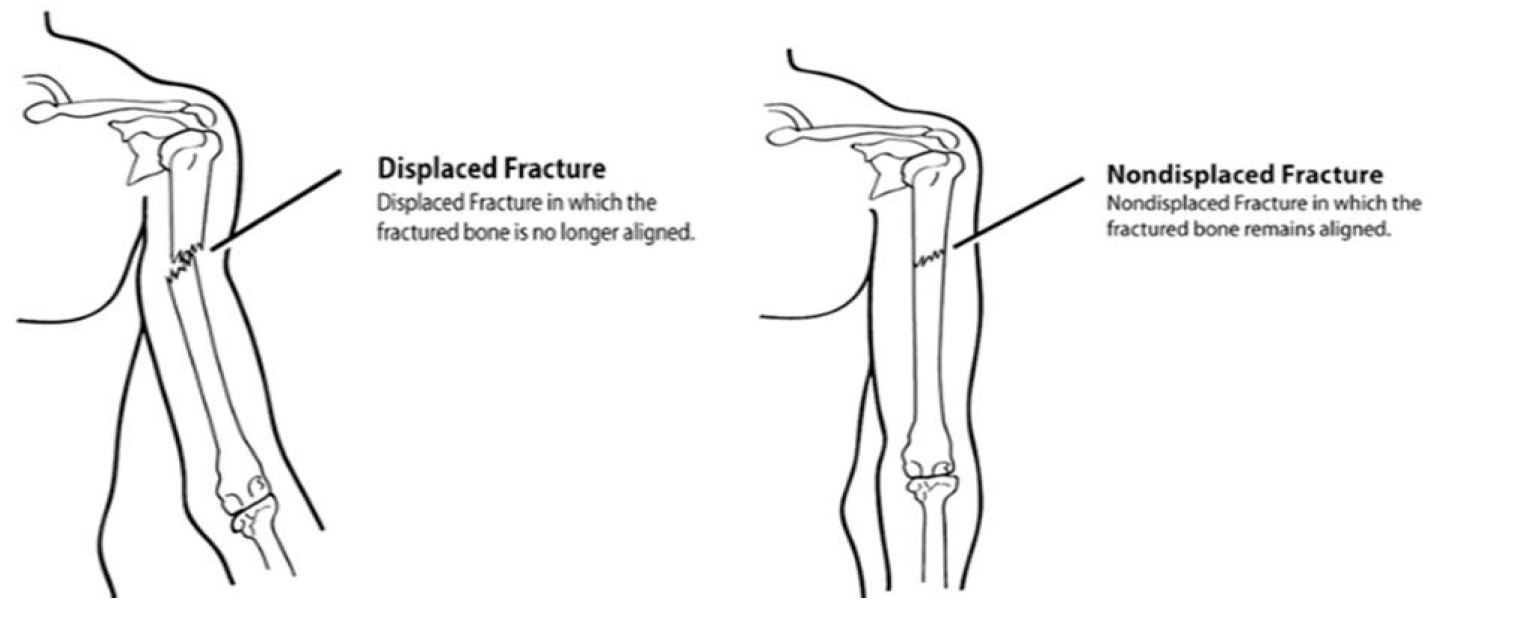 Displaced Fracture
Displaced Fracture in which the
fractured bone is no longer aligned.
Nondisplaced Fracture
Nondisplaced Fracture in which the
fractured bone remains aligned.